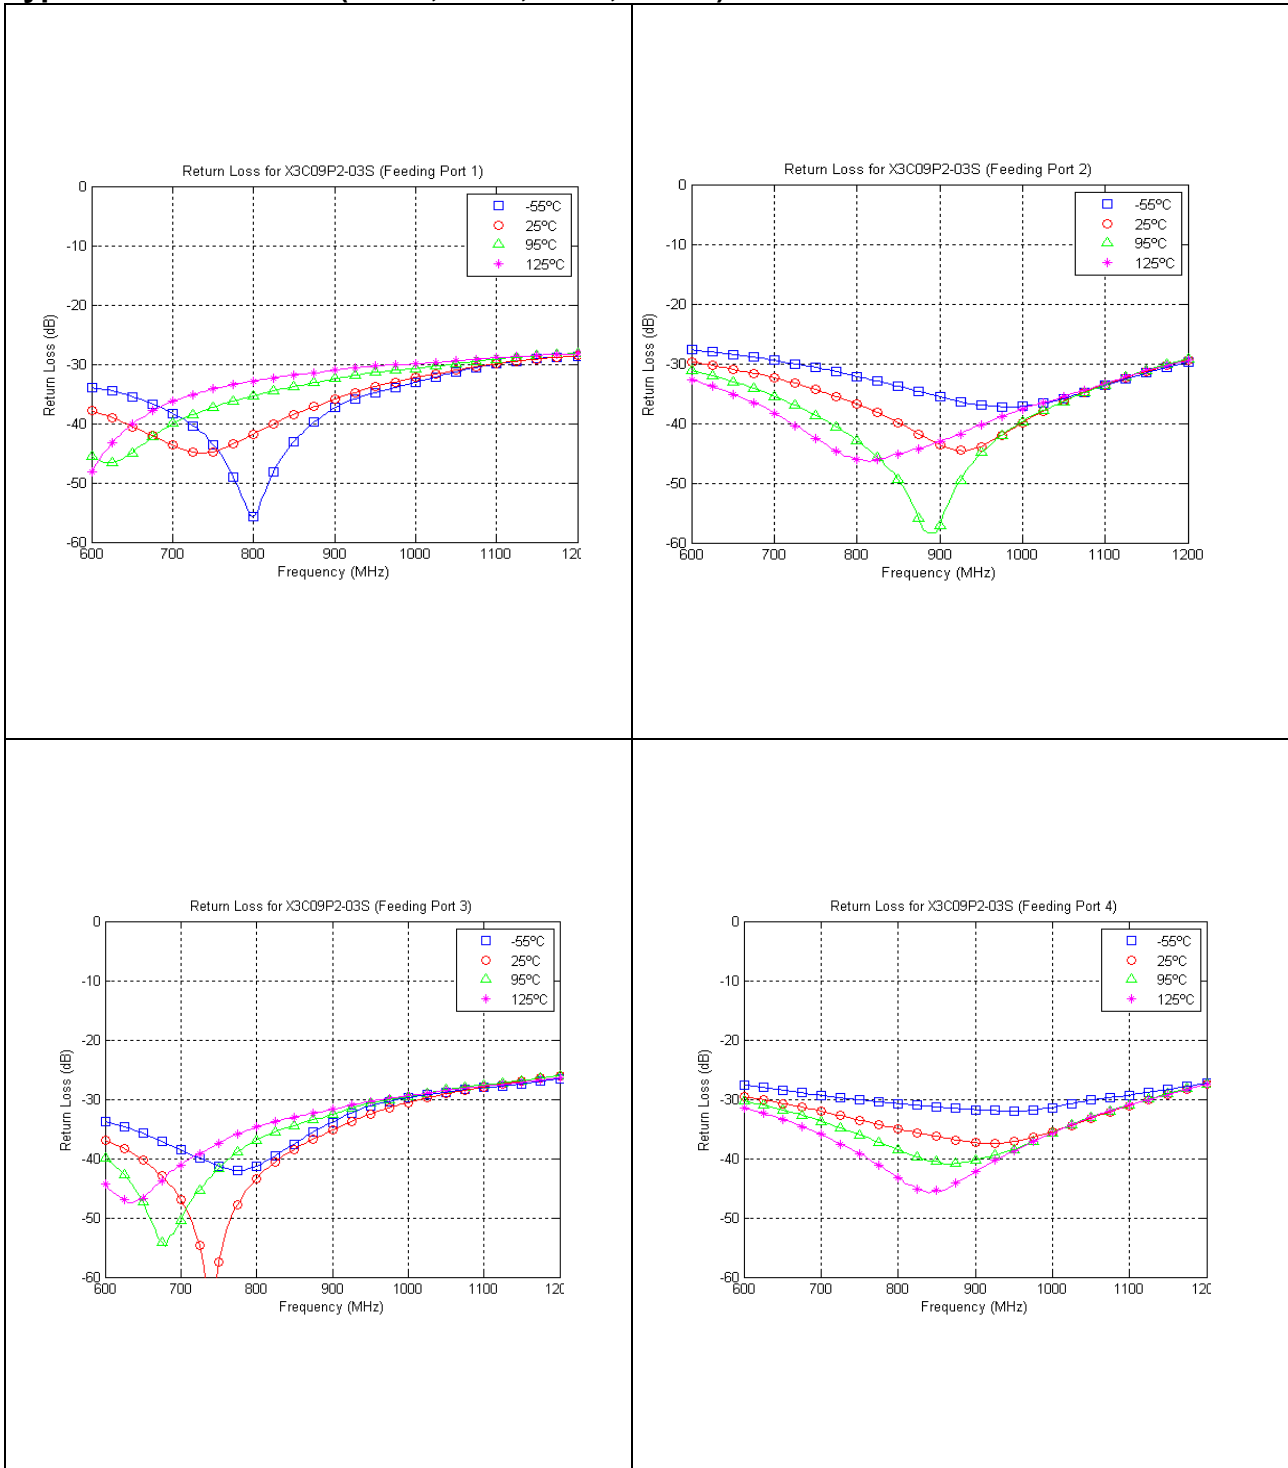 Return Loss for X3C09P2-03S (Feeding Port 1)
0
-10
-20
-30
-40
-50
-60
Return Loss (dB)
-55ºC
25ºC
95ºC
125ºC
600 700 800 900 1000 1100 120
Frequency (MHz)
Return Loss for X3C09P2-03S (Feeding Port 2)
0
-10
-20
-30
-40
-50
-60
Return Loss (dB)
-55ºC
25ºC
95ºC
125ºC
600 700 800 900 1000 1100 1200
Frequency (MHz)
Return Loss for X3C09P2-03S (Feeding Port 3)
0
-10
-20
-30
-40
-50
-60
Return Loss (dB)
-55ºC
25ºC
95ºC
125ºC
600 700 800 900 1000 1100 120
Frequency (MHz)
Return Loss for X3C09P2-03S (Feeding Port 4)
0
-10
-20
-30
-40
-50
-60
Return Loss (dB)
-55ºC
25ºC
95ºC
125ºC
600 700 800 900 1000 1100 120
Frequency (MHz)